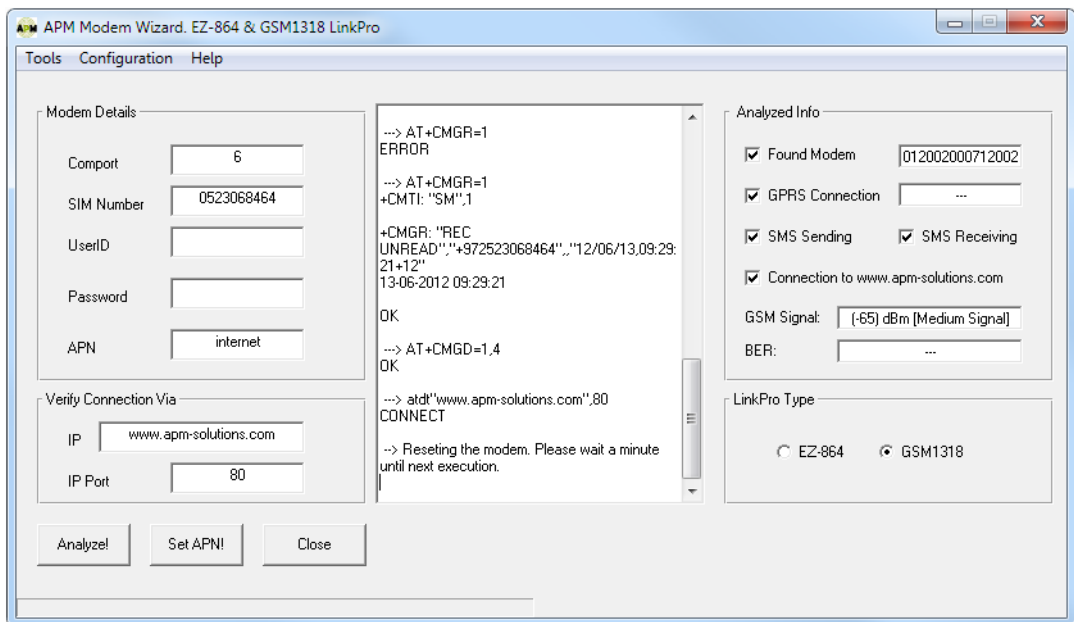 APM APM Modem Wizard. EZ-864 & GSM1318 LinkPro
Tools Configuration Help
Modem Details
Comport 6
SIM Number 0523068464
UserID
Password
APN internet
Verify Connection Via
IP www.apm-solutions.com
IP Port 80
Analyze! Set APN! Close
---> AT+CMGR=1
ERROR
---> AT+CMGR=1
+CMTI: "SM",1
+CMGR: "REC
UNREAD","+972523068464",,"12/06/13,09:29:
21+12"
13-06-2012 09:29:21
OK
---> AT+CMGD=1,4
OK
---> atdt"www.apm-solutions.com",80
CONNECT
--> Reseting the modem. Please wait a minute
until next execution.
Analyzed Info
Found Modem 012002000712002
GPRS Connection ---
SMS Sending SMS Receiving
Connection to www.apm-solutions.com
GSM Signal: (-65) dBm [Medium Signal]
BER: ---
LinkPro Type
EZ-864 GSM1318